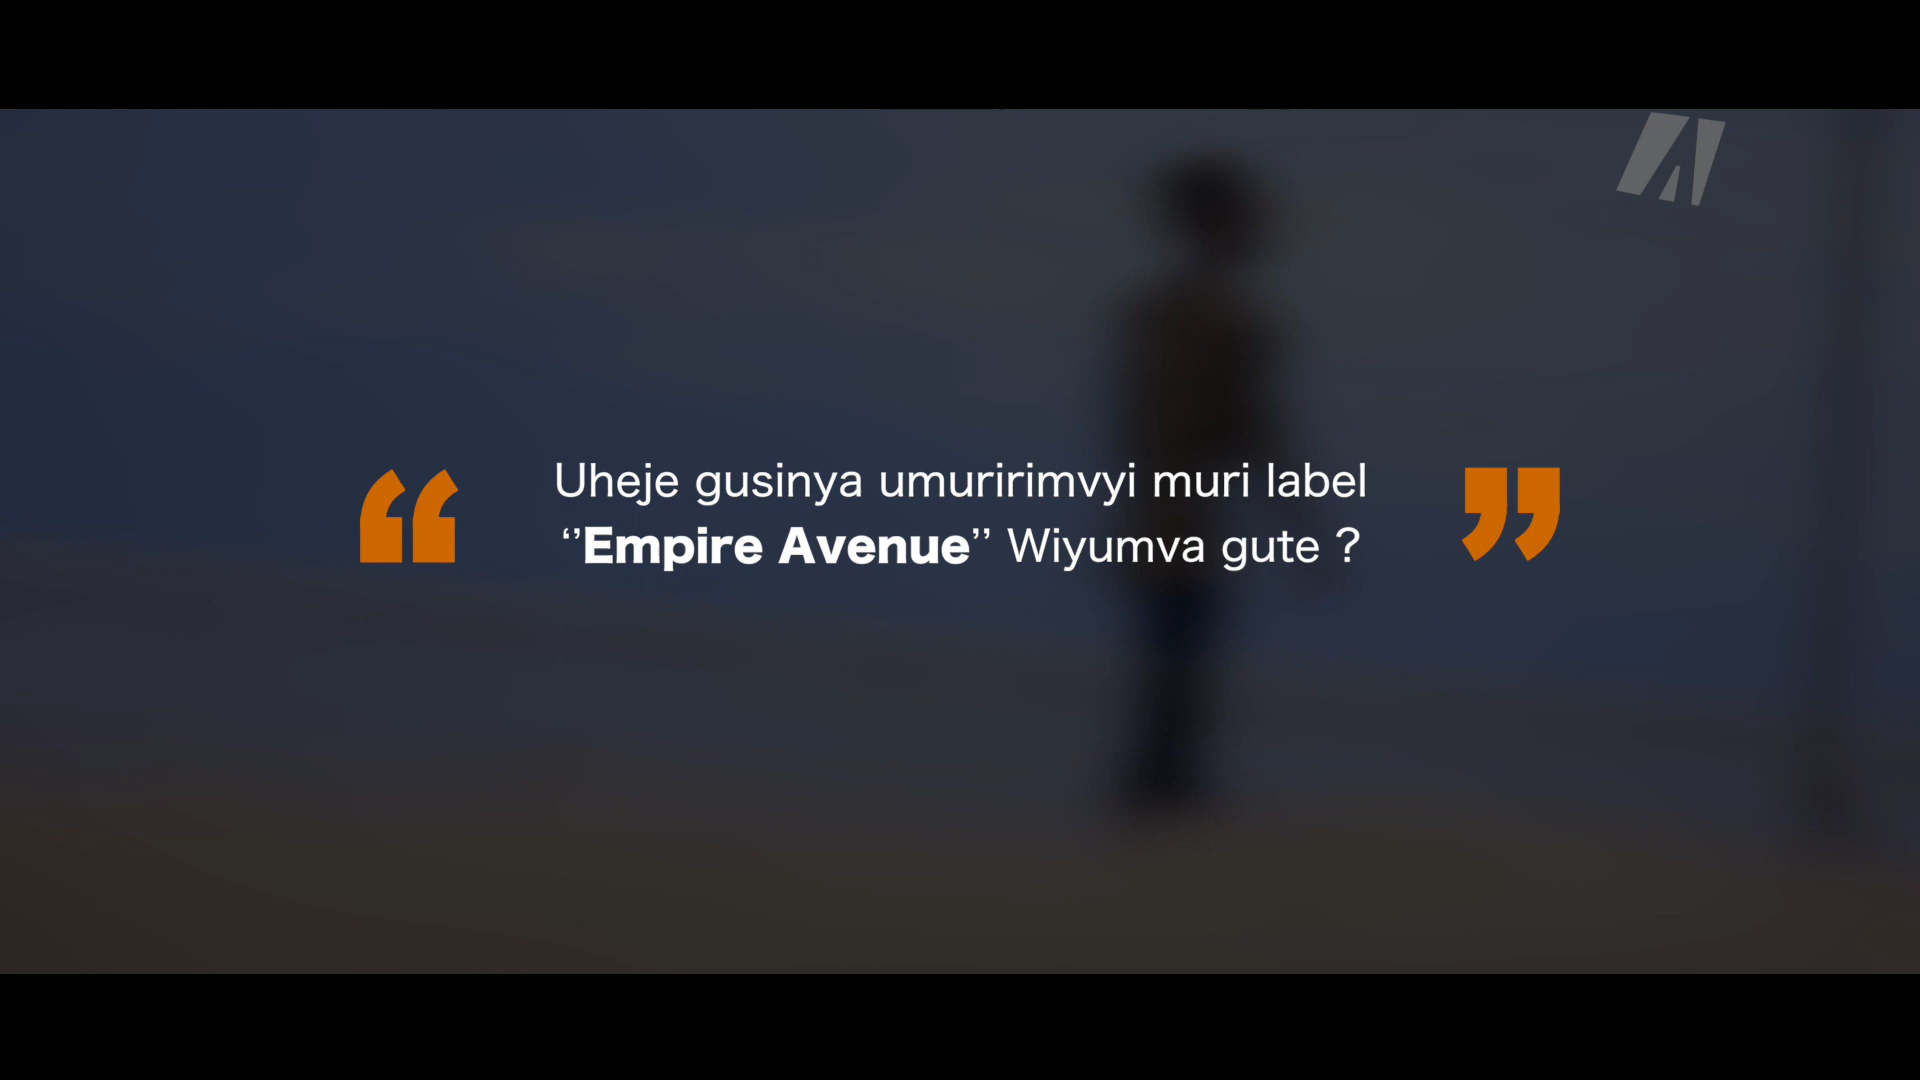 “ Uheje gusinya umuririmvyi muri label
‘’Empire Avenue’’ Wiyumva gute ? ”